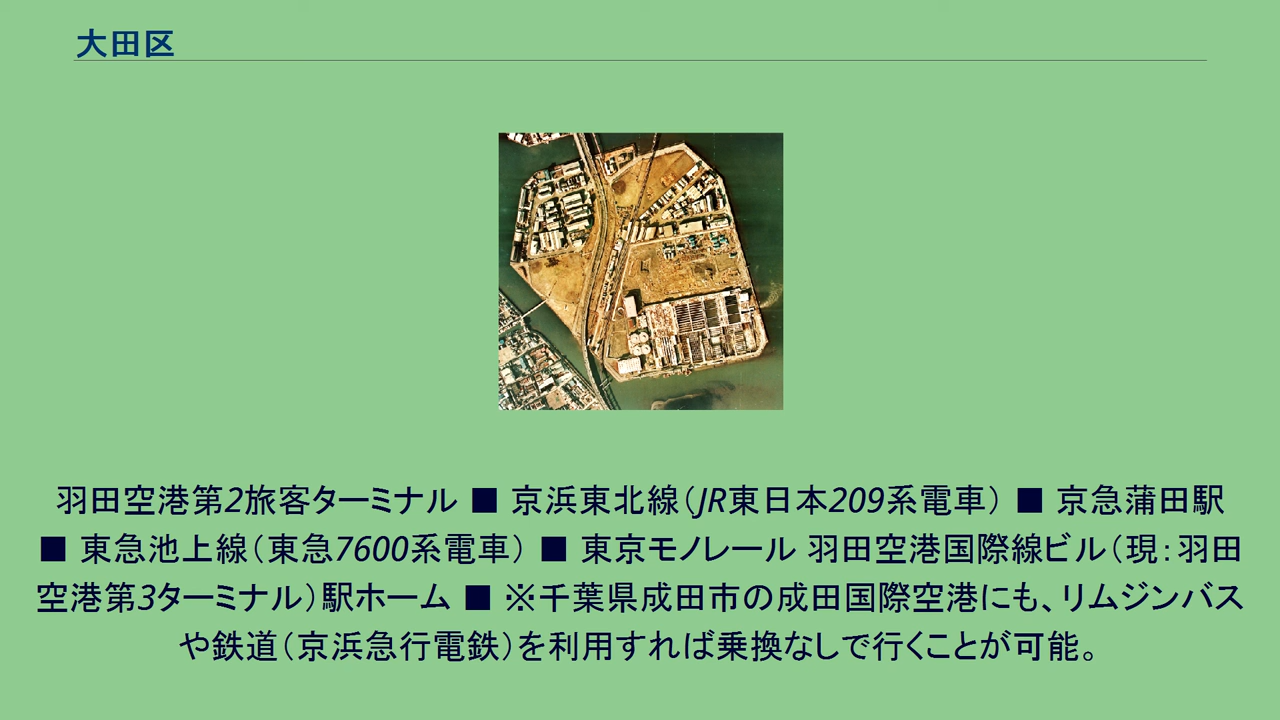 大田区
羽田空港第2旅客ターミナル ■ 京浜東北線（JR東日本209系電車） ■ 京急蒲田駅
■ 東急池上線（東急7600系電車） ■ 東京モノレール 羽田空港国際線ビル（現：羽田
空港第3ターミナル）駅ホーム ■ ※千葉県成田市の成田国際空港にも、リムジンバス
や鉄道（京浜急行電鉄）を利用すれば乗換なしで行くことが可能。